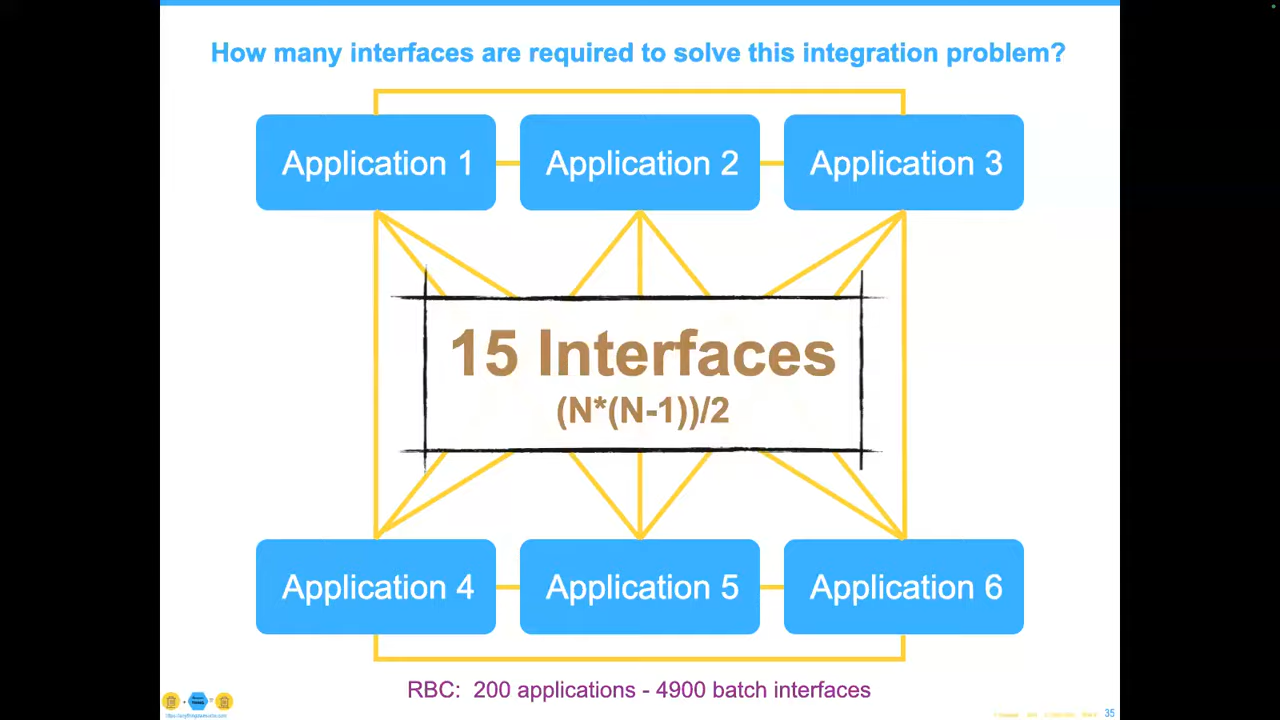 How many interfaces are required to solve this integration problem?
Application 1
Application 2
Application 3
15 Interfaces
(N*(N-1))/2
Application 4
Application 5
Application 6
RBC: 200 applications - 4900 batch interfaces
35